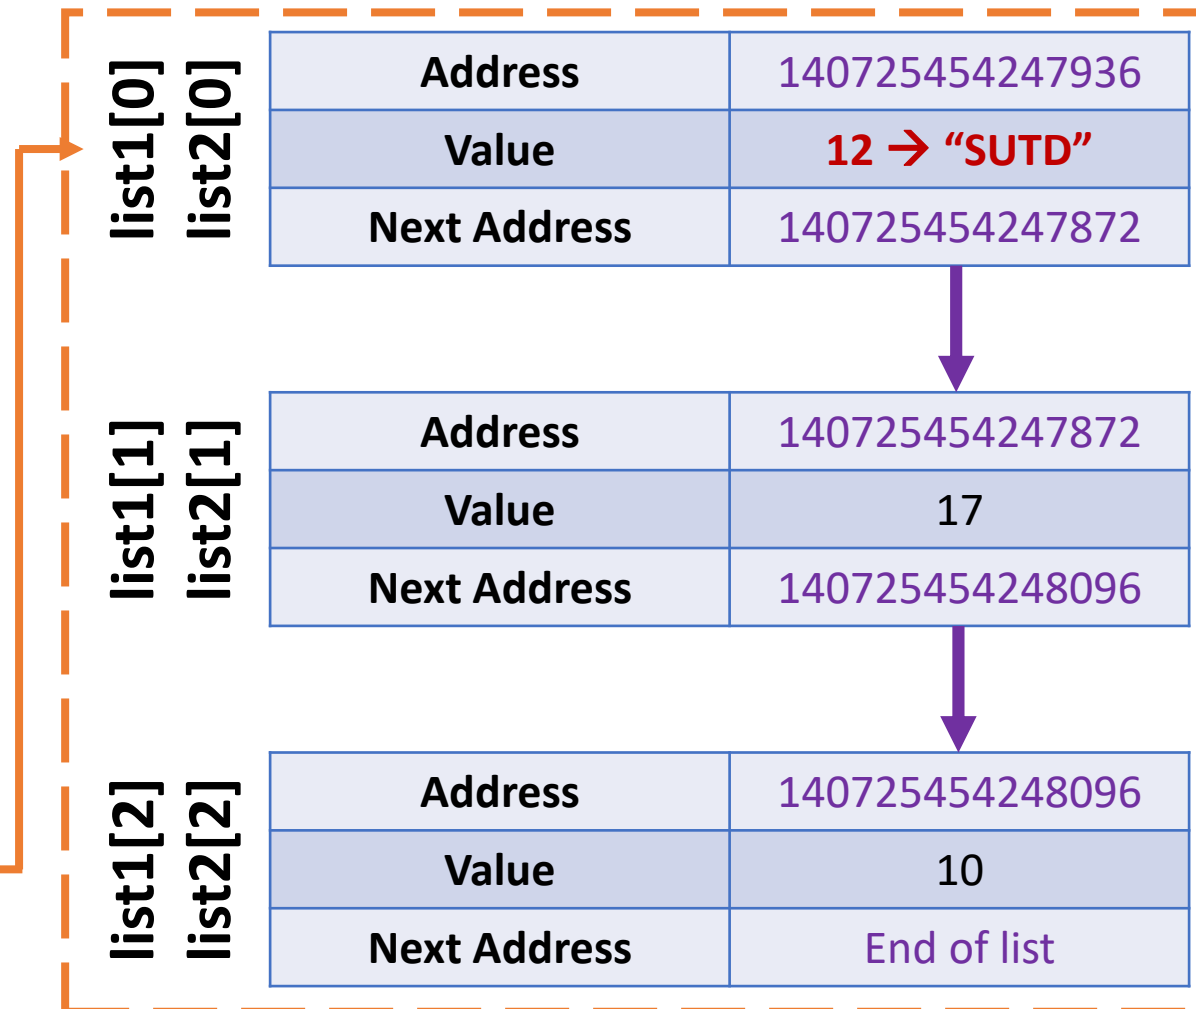 list1[0]
list2[0]
Address 140725454247936
Value 12 → “SUTD”
Next Address 140725454247872
list1[1]
list2[1]
Address 140725454247872
Value 17
Next Address 140725454248096
list1[2]
list2[2]
Address 140725454248096
Value 10
Next Address End of list